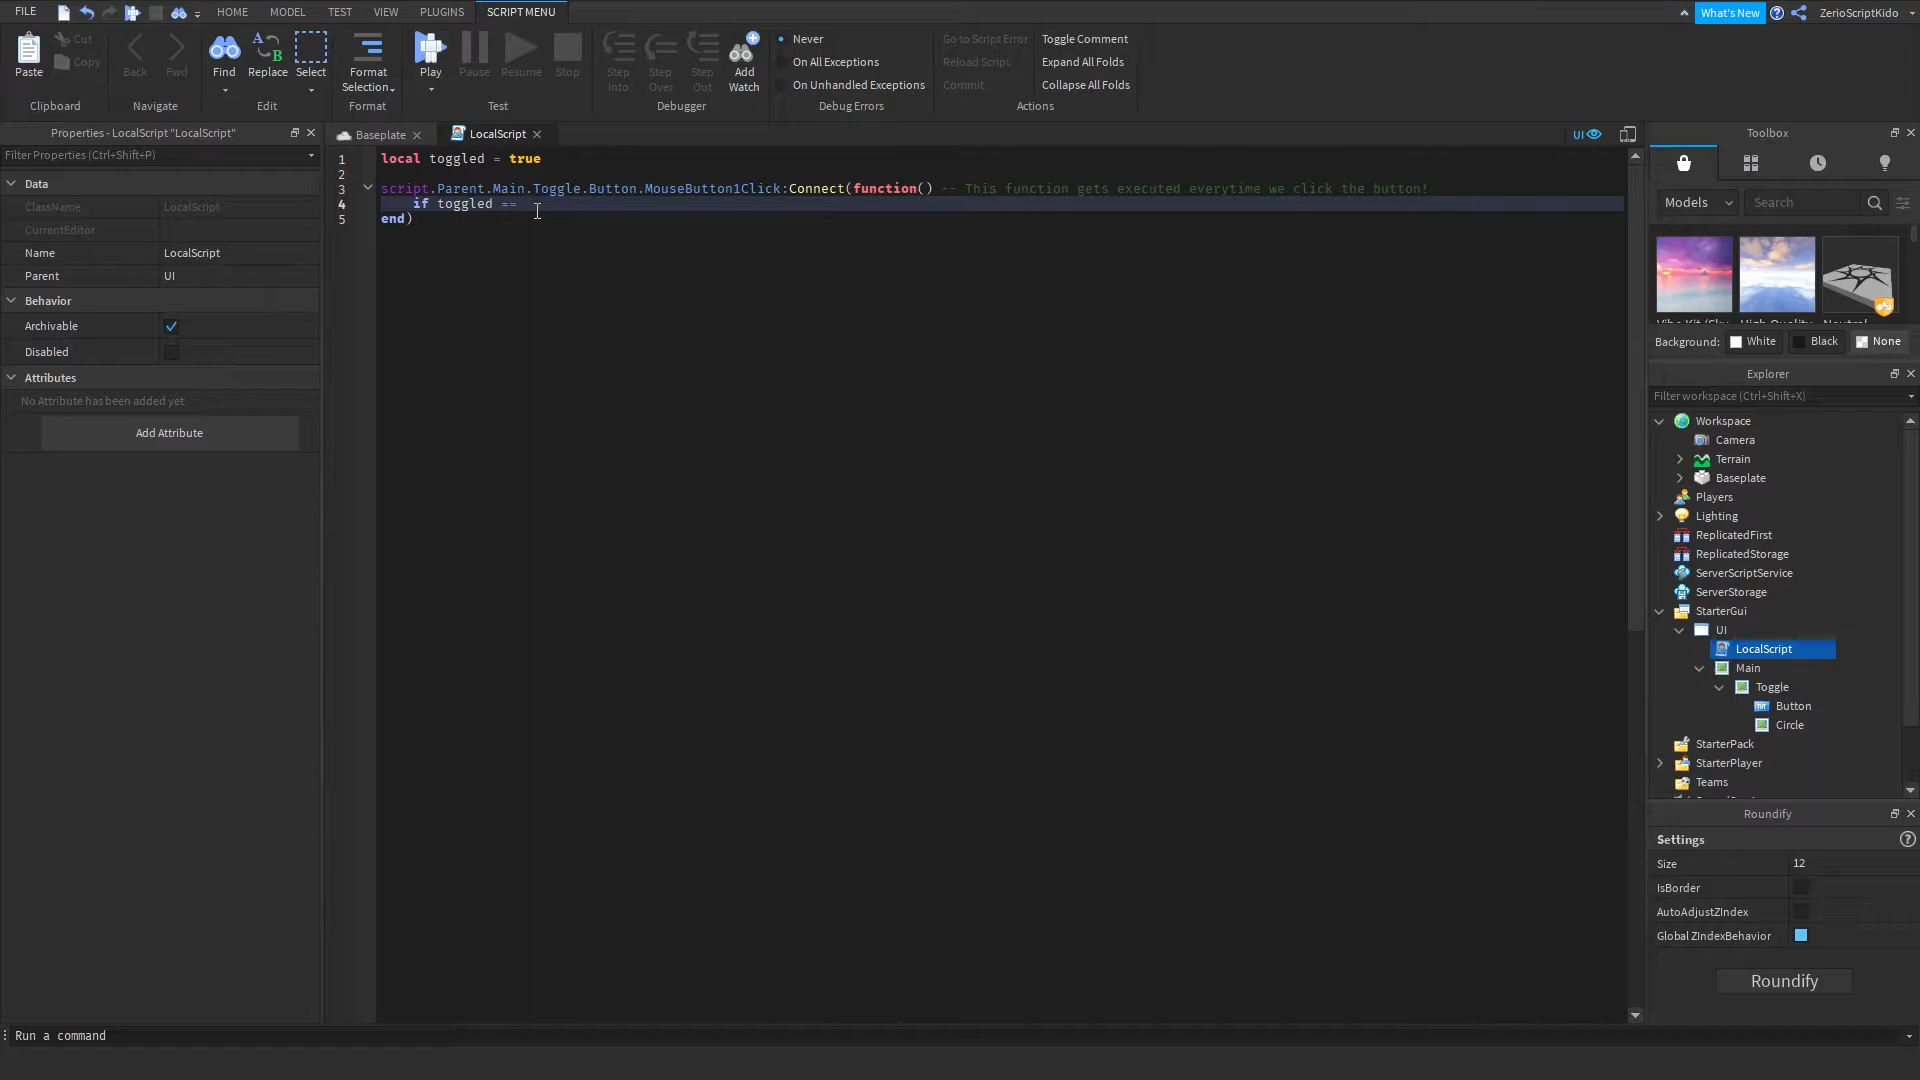 FILE HOME MODEL TEST VIEW PLUGINS SCRIPT MENU What's New ZerioScriptKido
Paste Cut Copy
Clipboard
Back Fwd
Navigate
Find Replace Select
Edit
Format Selection
Format
Play Pause Resume Stop
Test
Step Into Step Over Step Out Add Watch
Debugger
Never
On All Exceptions
On Unhandled Exceptions
Debug Errors
Go to Script Error
Reload Script
Commit
Toggle Comment
Expand All Folds
Collapse All Folds
Actions
Properties - LocalScript "LocalScript"
Filter Properties (Ctrl+Shift+P)
Data
ClassName LocalScript
CurrentEditor
Name LocalScript
Parent UI
Behavior
Archivable
Disabled
Attributes
No Attribute has been added yet
Add Attribute
Baseplate LocalScript UI
1 local toggled = true
2
3 script.Parent.Main.Toggle.Button.MouseButton1Click:Connect(function() -- This function gets executed everytime we click the button!
4 if toggled ==
5 end)
Toolbox
Models Search
Background: White Black None
Explorer
Filter workspace (Ctrl+Shift+X)
Workspace
Camera
Terrain
Baseplate
Players
Lighting
ReplicatedFirst
ReplicatedStorage
ServerScriptService
ServerStorage
StarterGui
UI
LocalScript
Main
Toggle
Button
Circle
StarterPack
StarterPlayer
Teams
Roundify
Settings
Size 12
IsBorder
AutoAdjustZIndex
Global ZIndexBehavior
Roundify
Run a command